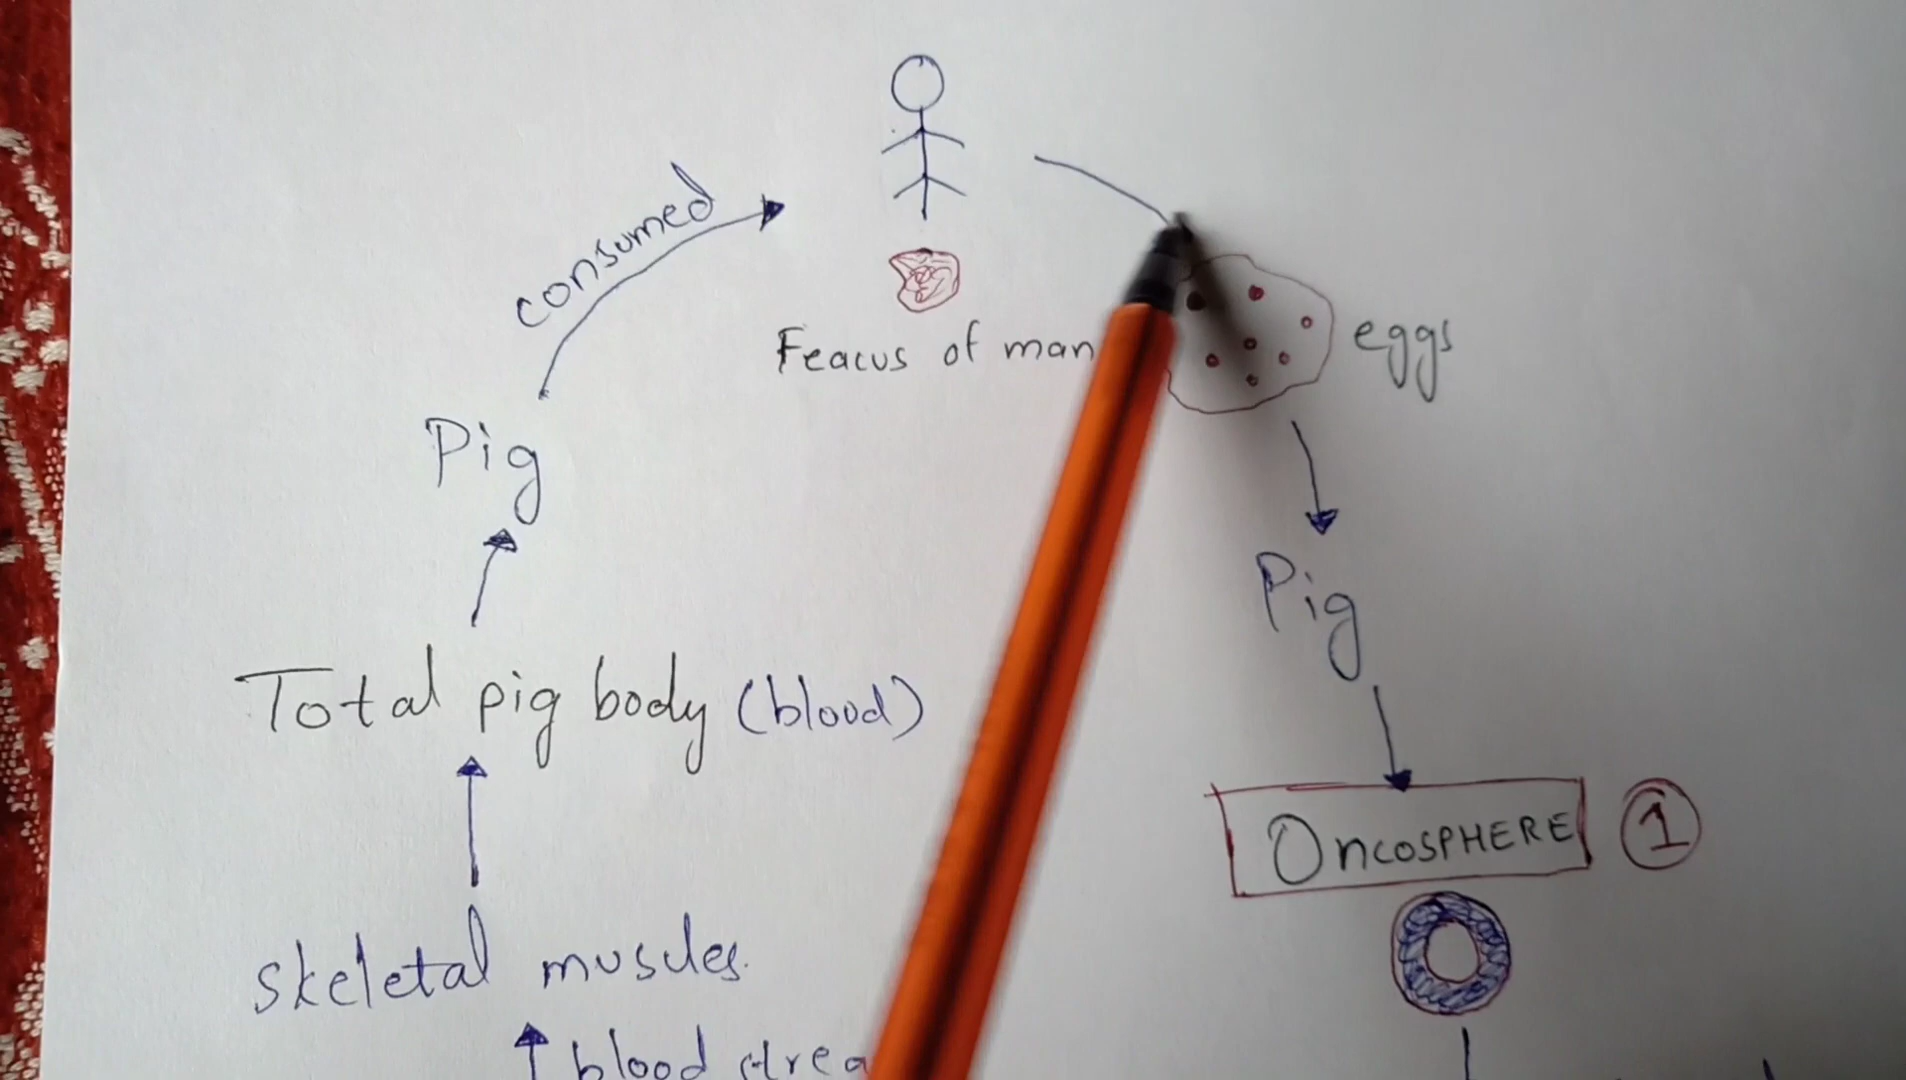 consumed
Feacus of man
eggs
Pig
Pig
Total pig body (blood)
ONCOSPHERE 1
skeletal muscles.
blood